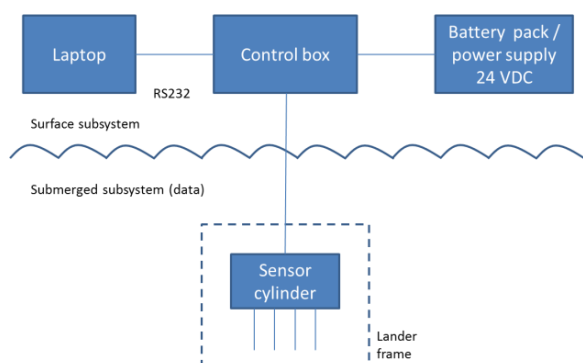 Laptop
Control box
Battery pack /
power supply
24 VDC
RS232
Surface subsystem
Submerged subsystem (data)
Sensor
cylinder
Lander
frame